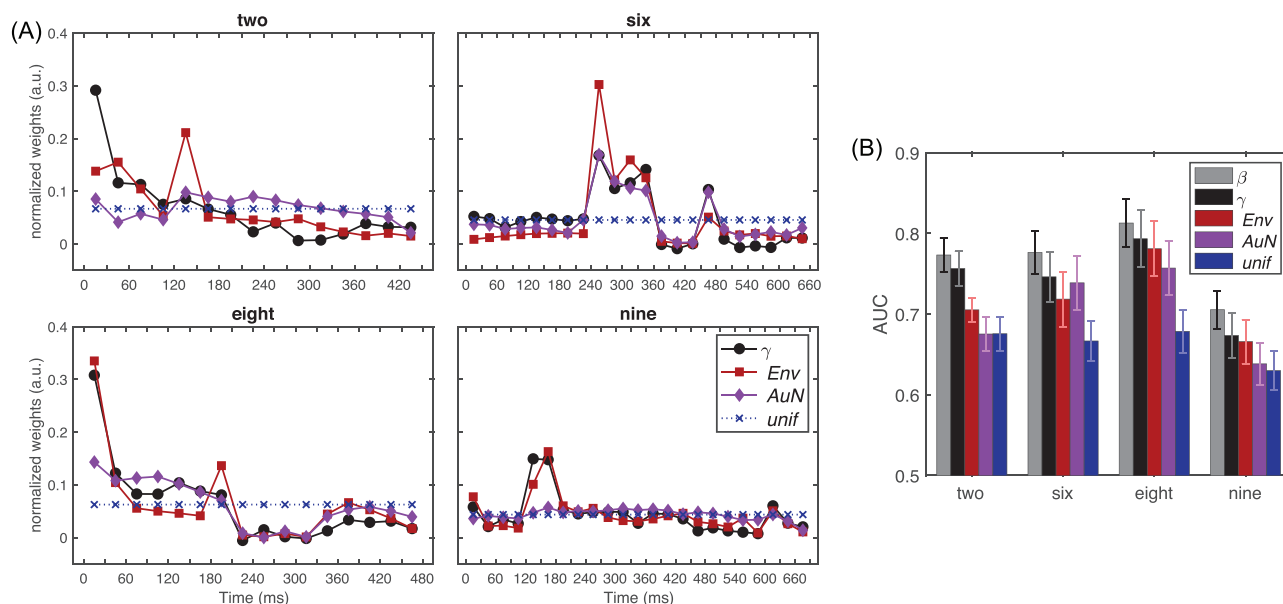 (A)
two
six
normalized weights (a.u.)
0.4
0.3
0.2
0.1
0
0 60 120 180 240 300 360 420
0 60 120 180 240 300 360 420 480 540 600 660
eight
nine
normalized weights (a.u.)
0.4
0.3
0.2
0.1
0
0 60 120 180 240 300 360 420 480
0 60 120 180 240 300 360 420 480 540 600 660
Time (ms)
Time (ms)
γ
Env
AuN
unif
(B)
AUC
0.9
0.8
0.7
0.6
0.5
two six eight nine
β
γ
Env
AuN
unif